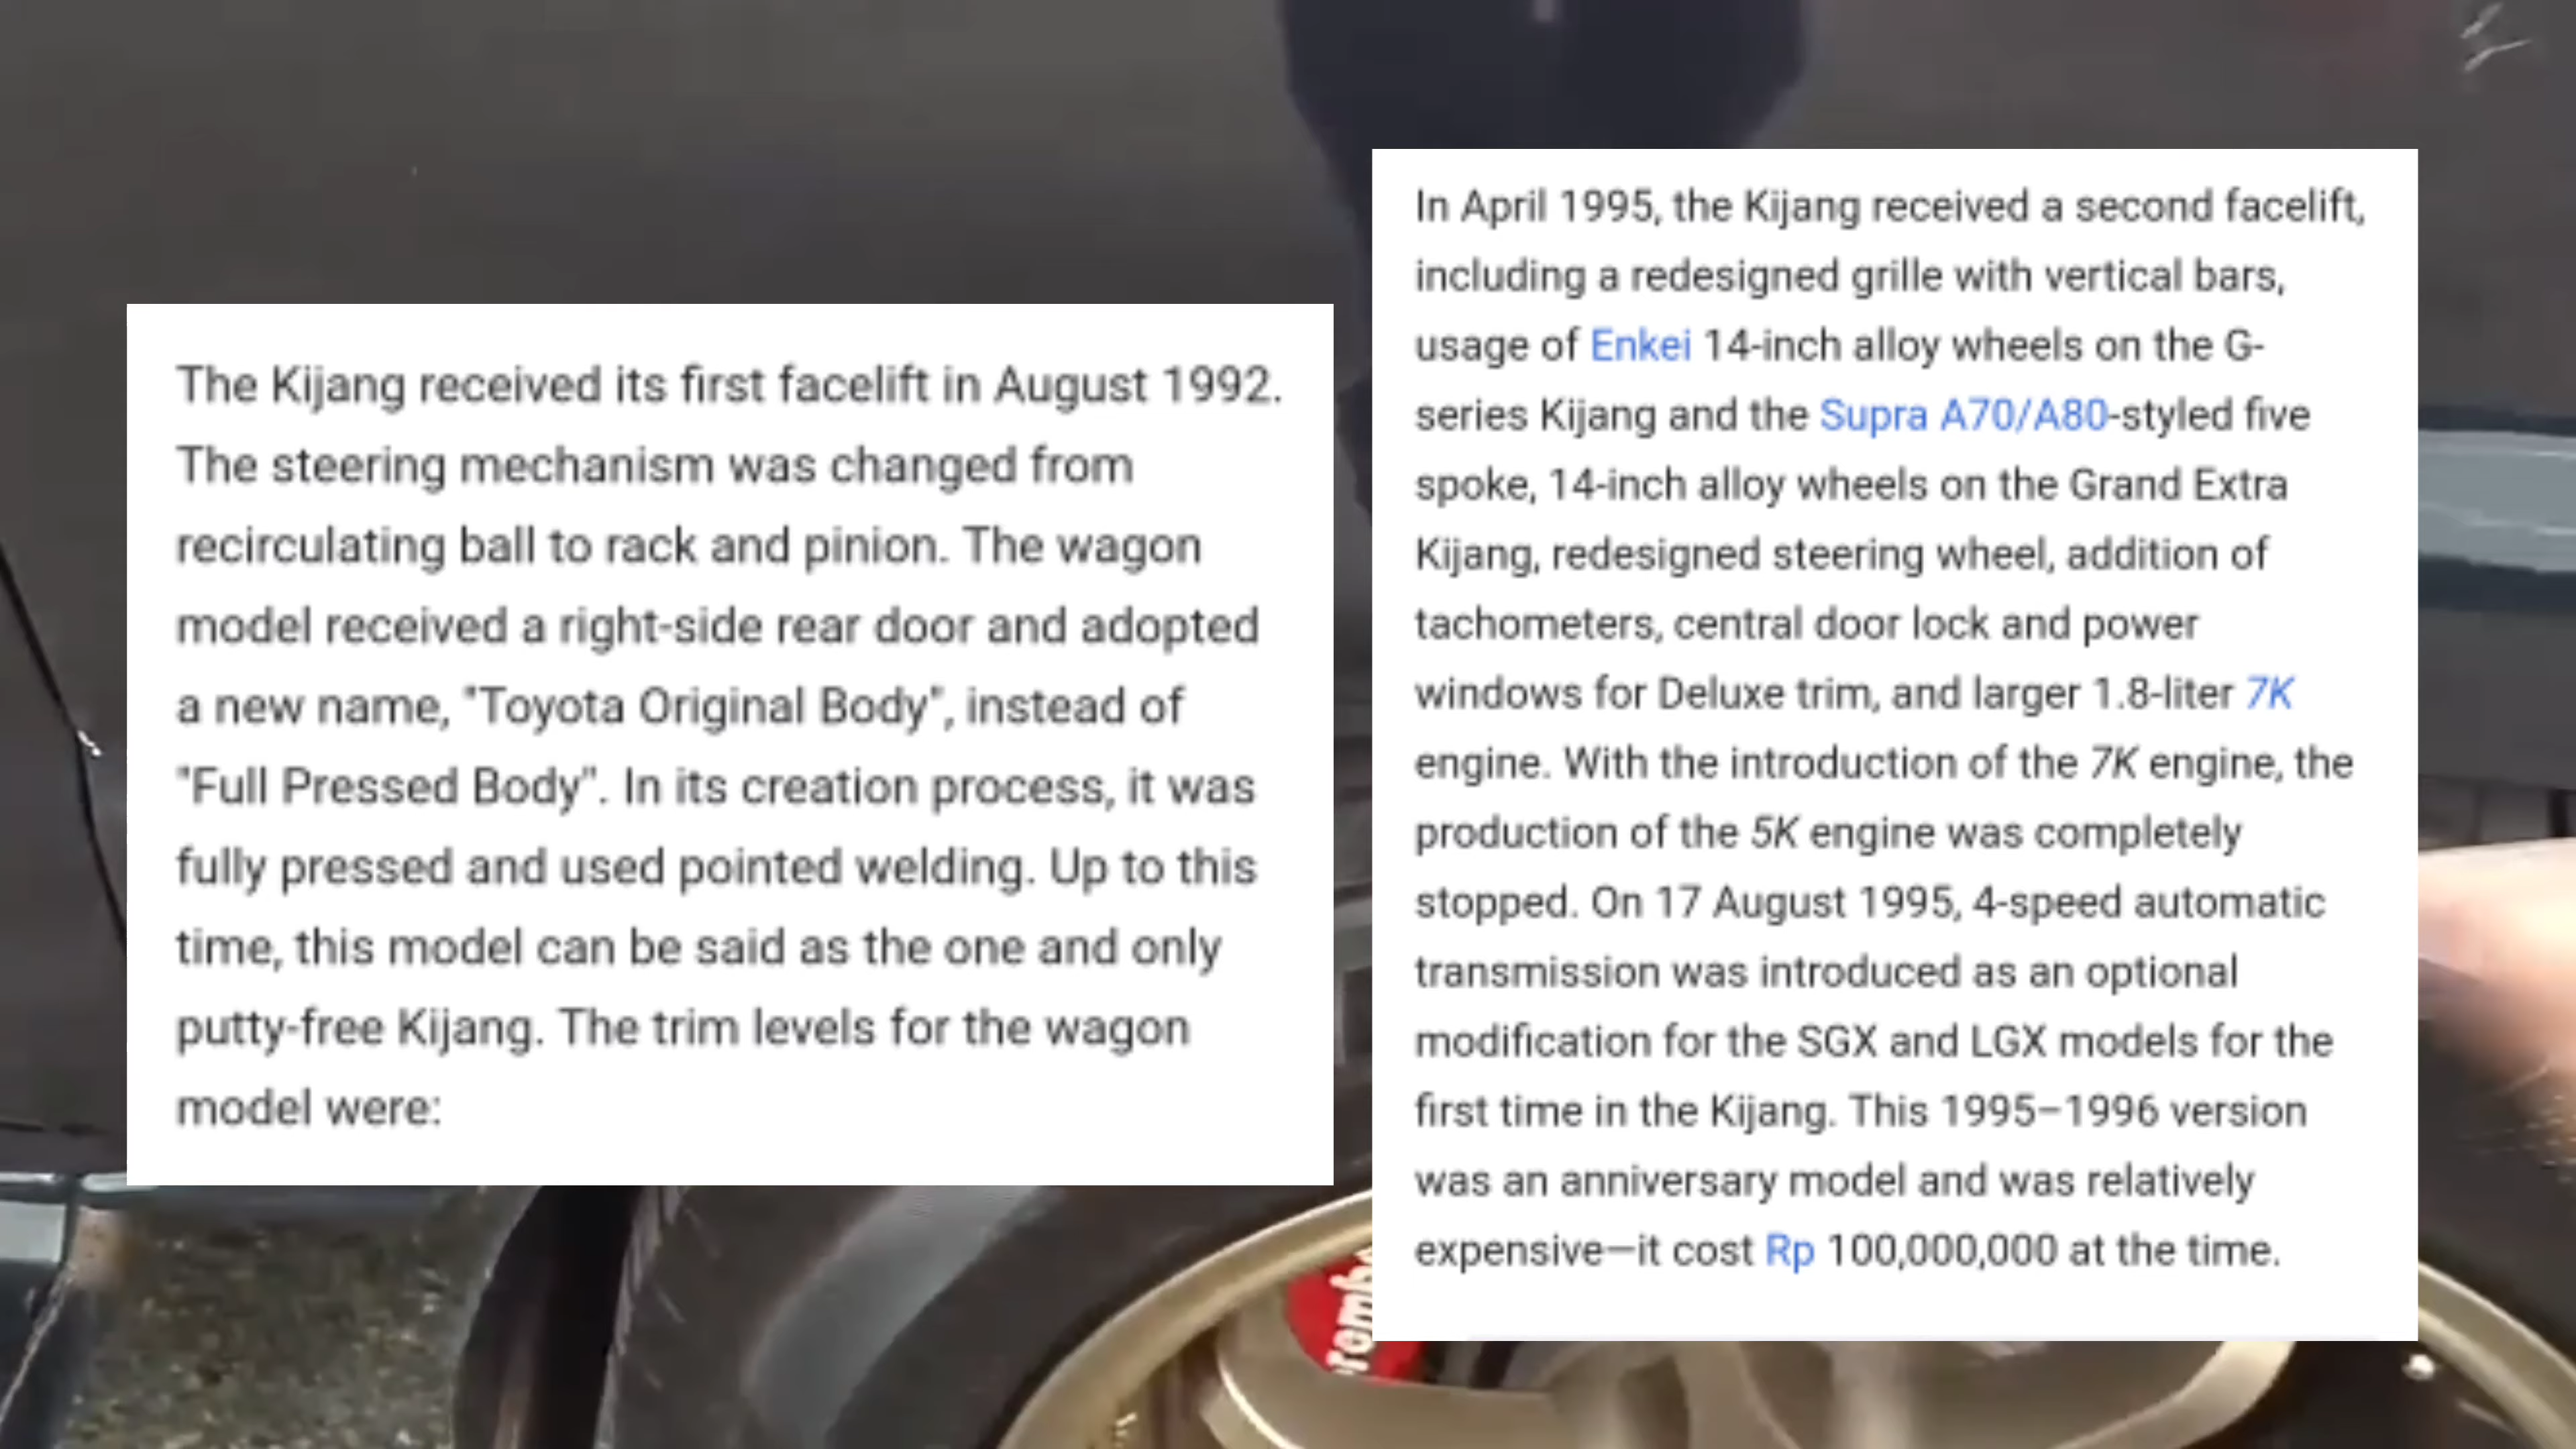 The Kijang received its first facelift in August 1992.
The steering mechanism was changed from
recirculating ball to rack and pinion. The wagon
model received a right-side rear door and adopted
a new name, "Toyota Original Body", instead of
"Full Pressed Body". In its creation process, it was
fully pressed and used pointed welding. Up to this
time, this model can be said as the one and only
putty-free Kijang. The trim levels for the wagon
model were:
In April 1995, the Kijang received a second facelift,
including a redesigned grille with vertical bars,
usage of Enkei 14-inch alloy wheels on the G-
series Kijang and the Supra A70/A80-styled five
spoke, 14-inch alloy wheels on the Grand Extra
Kijang, redesigned steering wheel, addition of
tachometers, central door lock and power
windows for Deluxe trim, and larger 1.8-liter 7K
engine. With the introduction of the 7K engine, the
production of the 5K engine was completely
stopped. On 17 August 1995, 4-speed automatic
transmission was introduced as an optional
modification for the SGX and LGX models for the
first time in the Kijang. This 1995–1996 version
was an anniversary model and was relatively
expensive—it cost Rp 100,000,000 at the time.